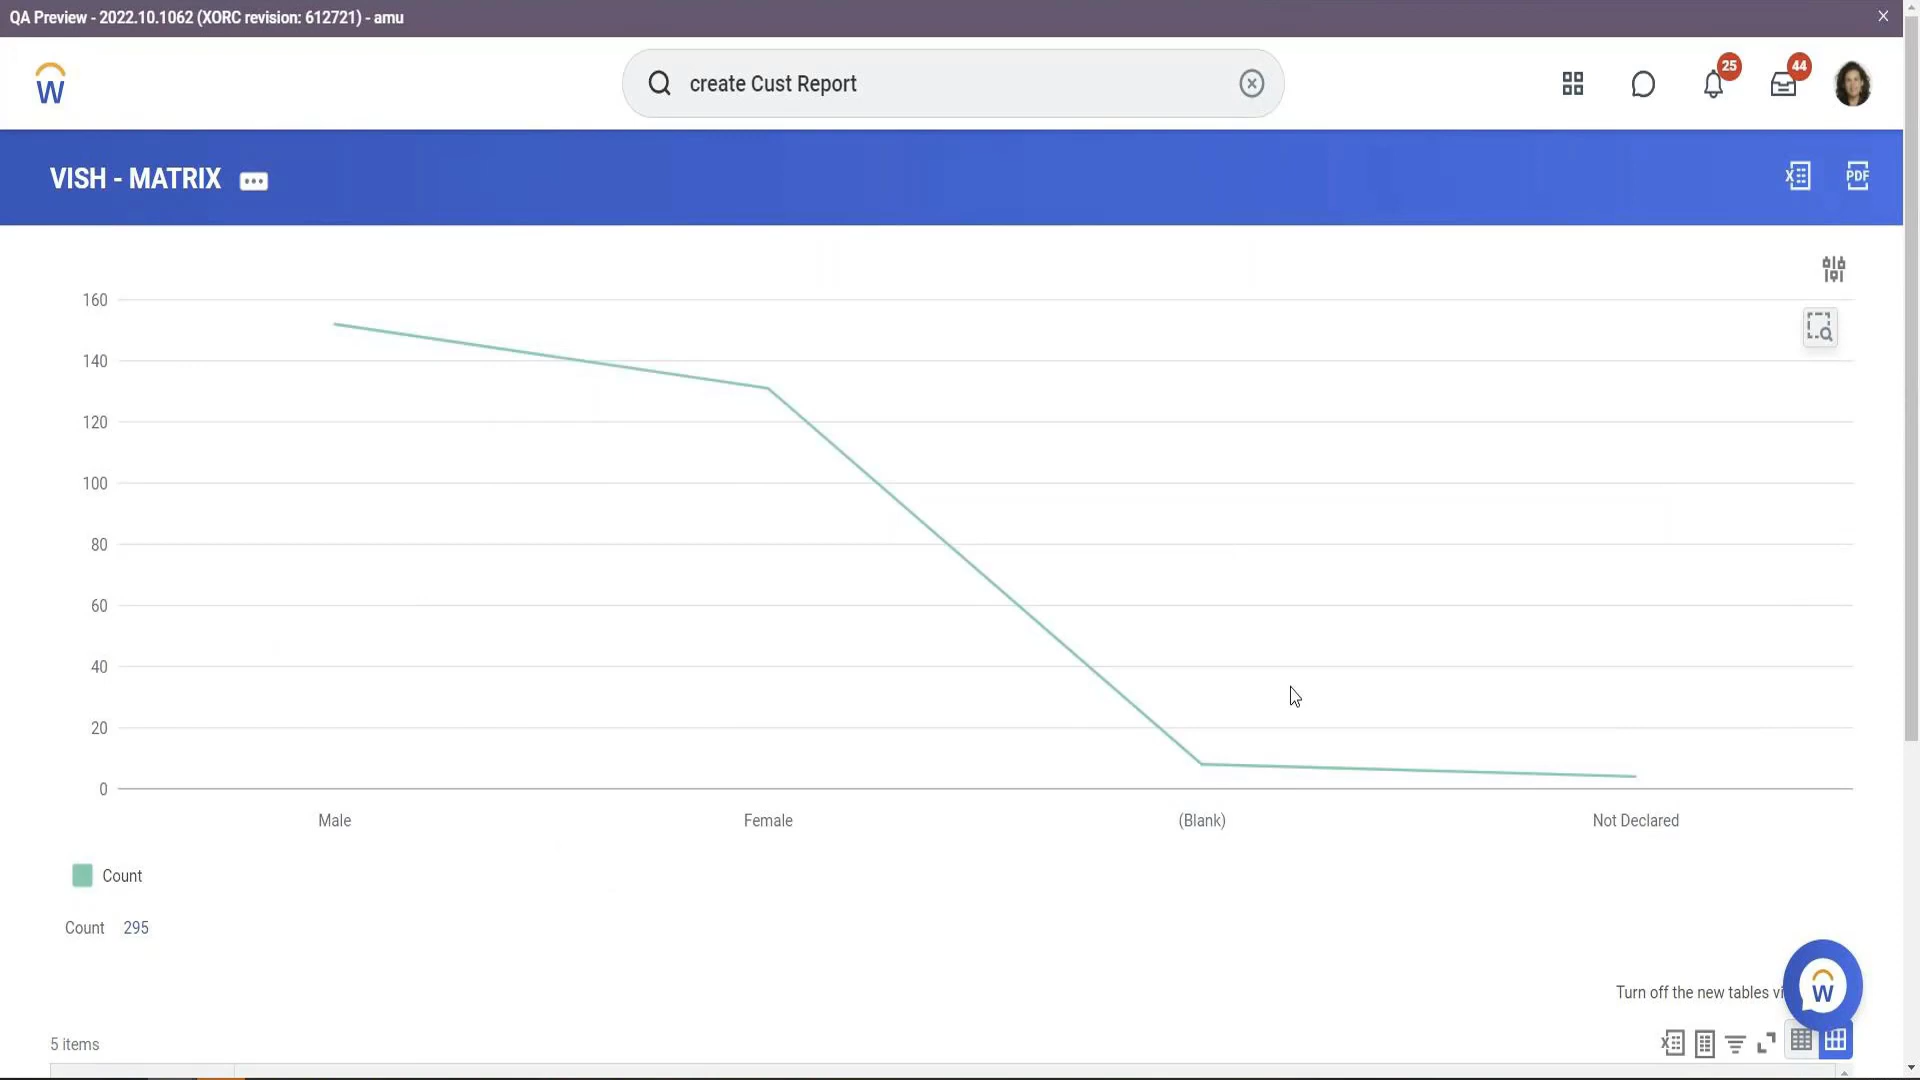 QA Preview - 2022.10.1062 (XORC revision: 612721) - amu
W
create Cust Report
25
44
VISH - MATRIX
X
PDF
160
140
120
100
80
60
40
20
0
Male Female (Blank) Not Declared
Count
Count 295
Turn off the new tables vi
W
5 items
X